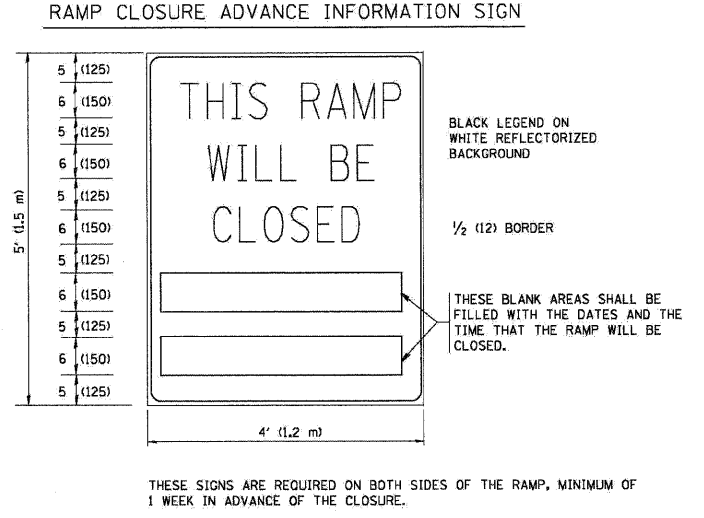 RAMP CLOSURE ADVANCE INFORMATION SIGN
5 (125)
6 (150)
5 (125)
6 (150)
5 (125)
6 (150)
5 (125)
6 (150)
5 (125)
6 (150)
5 (125)
5' (1.5 m)
THIS RAMP
WILL BE
CLOSED
BLACK LEGEND ON
WHITE REFLECTORIZED
BACKGROUND
1/2 (12) BORDER
THESE BLANK AREAS SHALL BE
FILLED WITH THE DATES AND THE
TIME THAT THE RAMP WILL BE
CLOSED.
4' (1.2 m)
THESE SIGNS ARE REQUIRED ON BOTH SIDES OF THE RAMP, MINIMUM OF
1 WEEK IN ADVANCE OF THE CLOSURE.